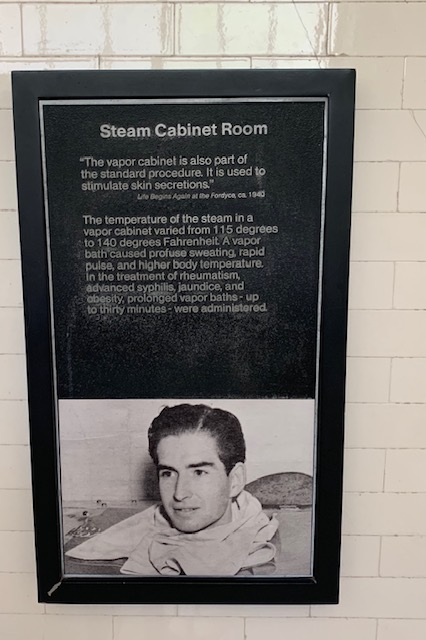 Steam Cabinet Room
"The vapor cabinet is also part of
the standard procedure. It is used to
stimulate skin secretions."
Life Begins Again at the Fordyce, ca. 1940
The temperature of the steam in a
vapor cabinet varied from 115 degrees
to 140 degrees Fahrenheit. A vapor
bath caused profuse sweating, rapid
pulse, and higher body temperature.
In the treatment of rheumatism,
advanced syphilis, jaundice, and
obesity, prolonged vapor baths - up
to thirty minutes - were administered.